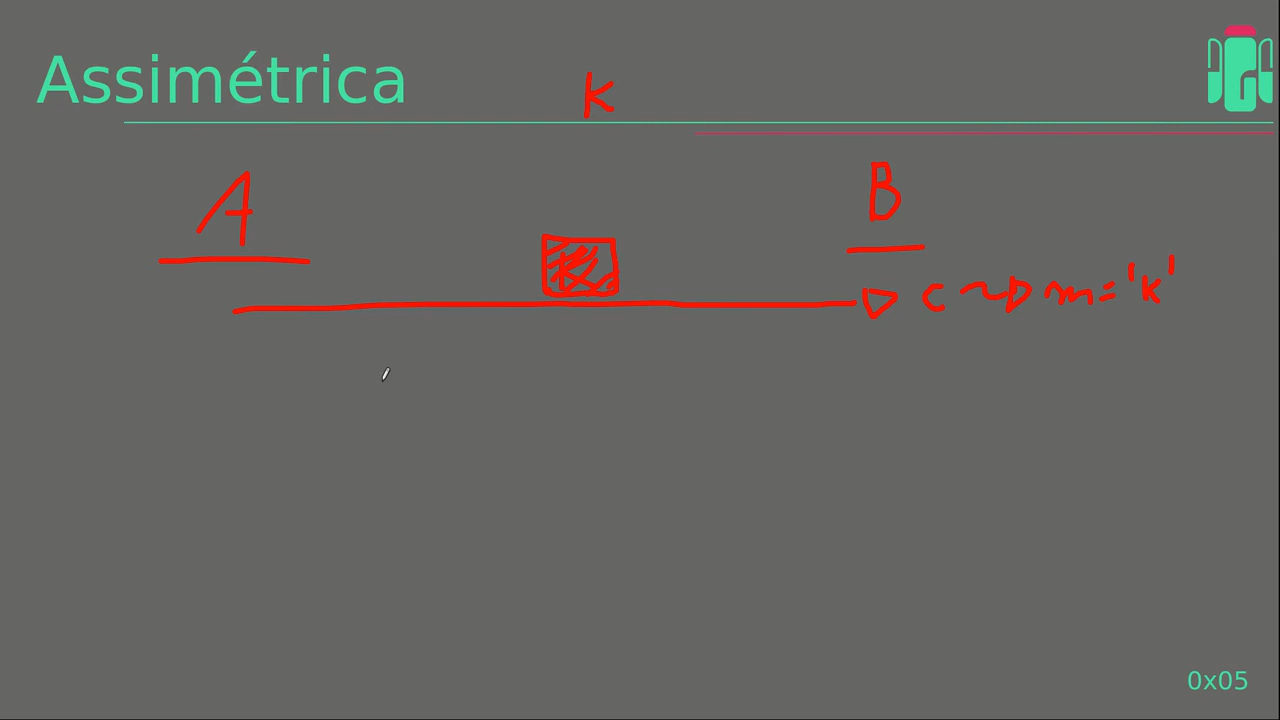 Assimétrica
K
A
B
C ~> m = 'K'
0x05